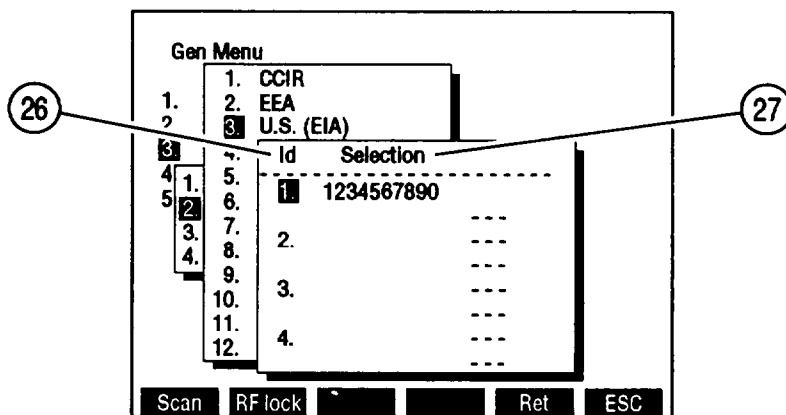 Gen Menu
1. CCIR
1. 2. EEA
2 3. U.S. (EIA)
3 4. Id Selection
4 1. 5. 1. 1234567890
5 2. 6. - - -
3. 7. 2. - - -
4. 8. - - -
9. 3. - - -
10. - - -
11. 4. - - -
12. - - -
26
27
Scan RF lock Ret ESC